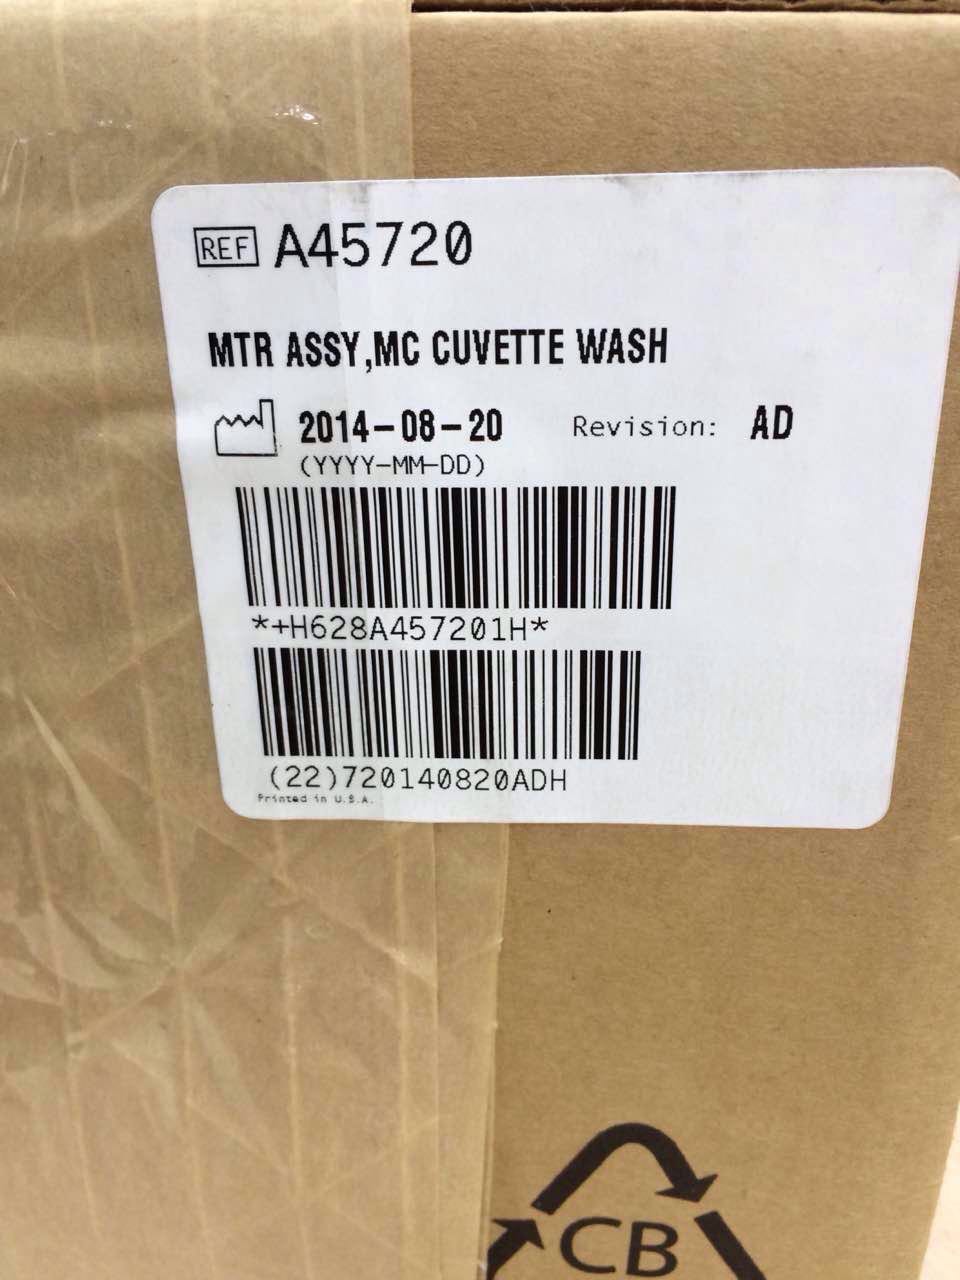 REF A45720
MTR ASSY,MC CUVETTE WASH
2014-08-20 Revision: AD
(YYYY-MM-DD)
*+H628A457201H*
(22)720140820ADH
Printed in U.S.A.
CB